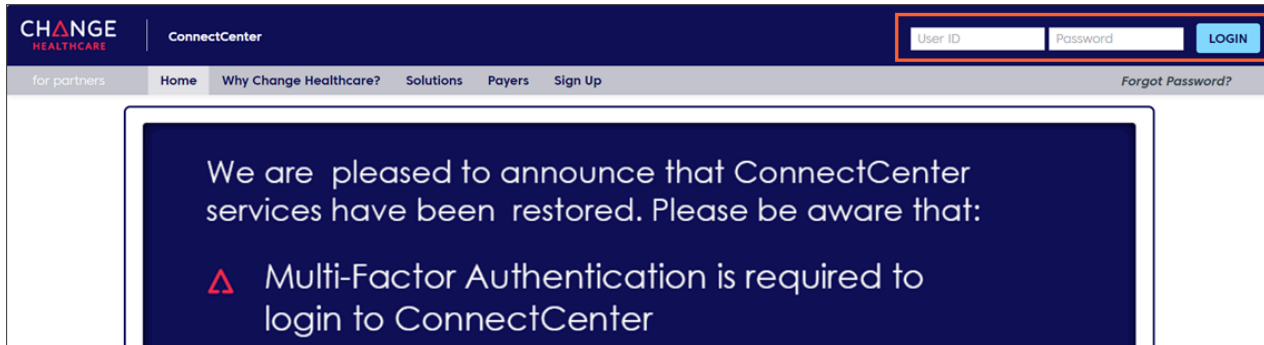 CHANGE
HEALTHCARE
ConnectCenter
User ID
Password
LOGIN
for partners
Home
Why Change Healthcare?
Solutions
Payers
Sign Up
Forgot Password?
We are pleased to announce that ConnectCenter
services have been restored. Please be aware that:
Multi-Factor Authentication is required to
login to ConnectCenter